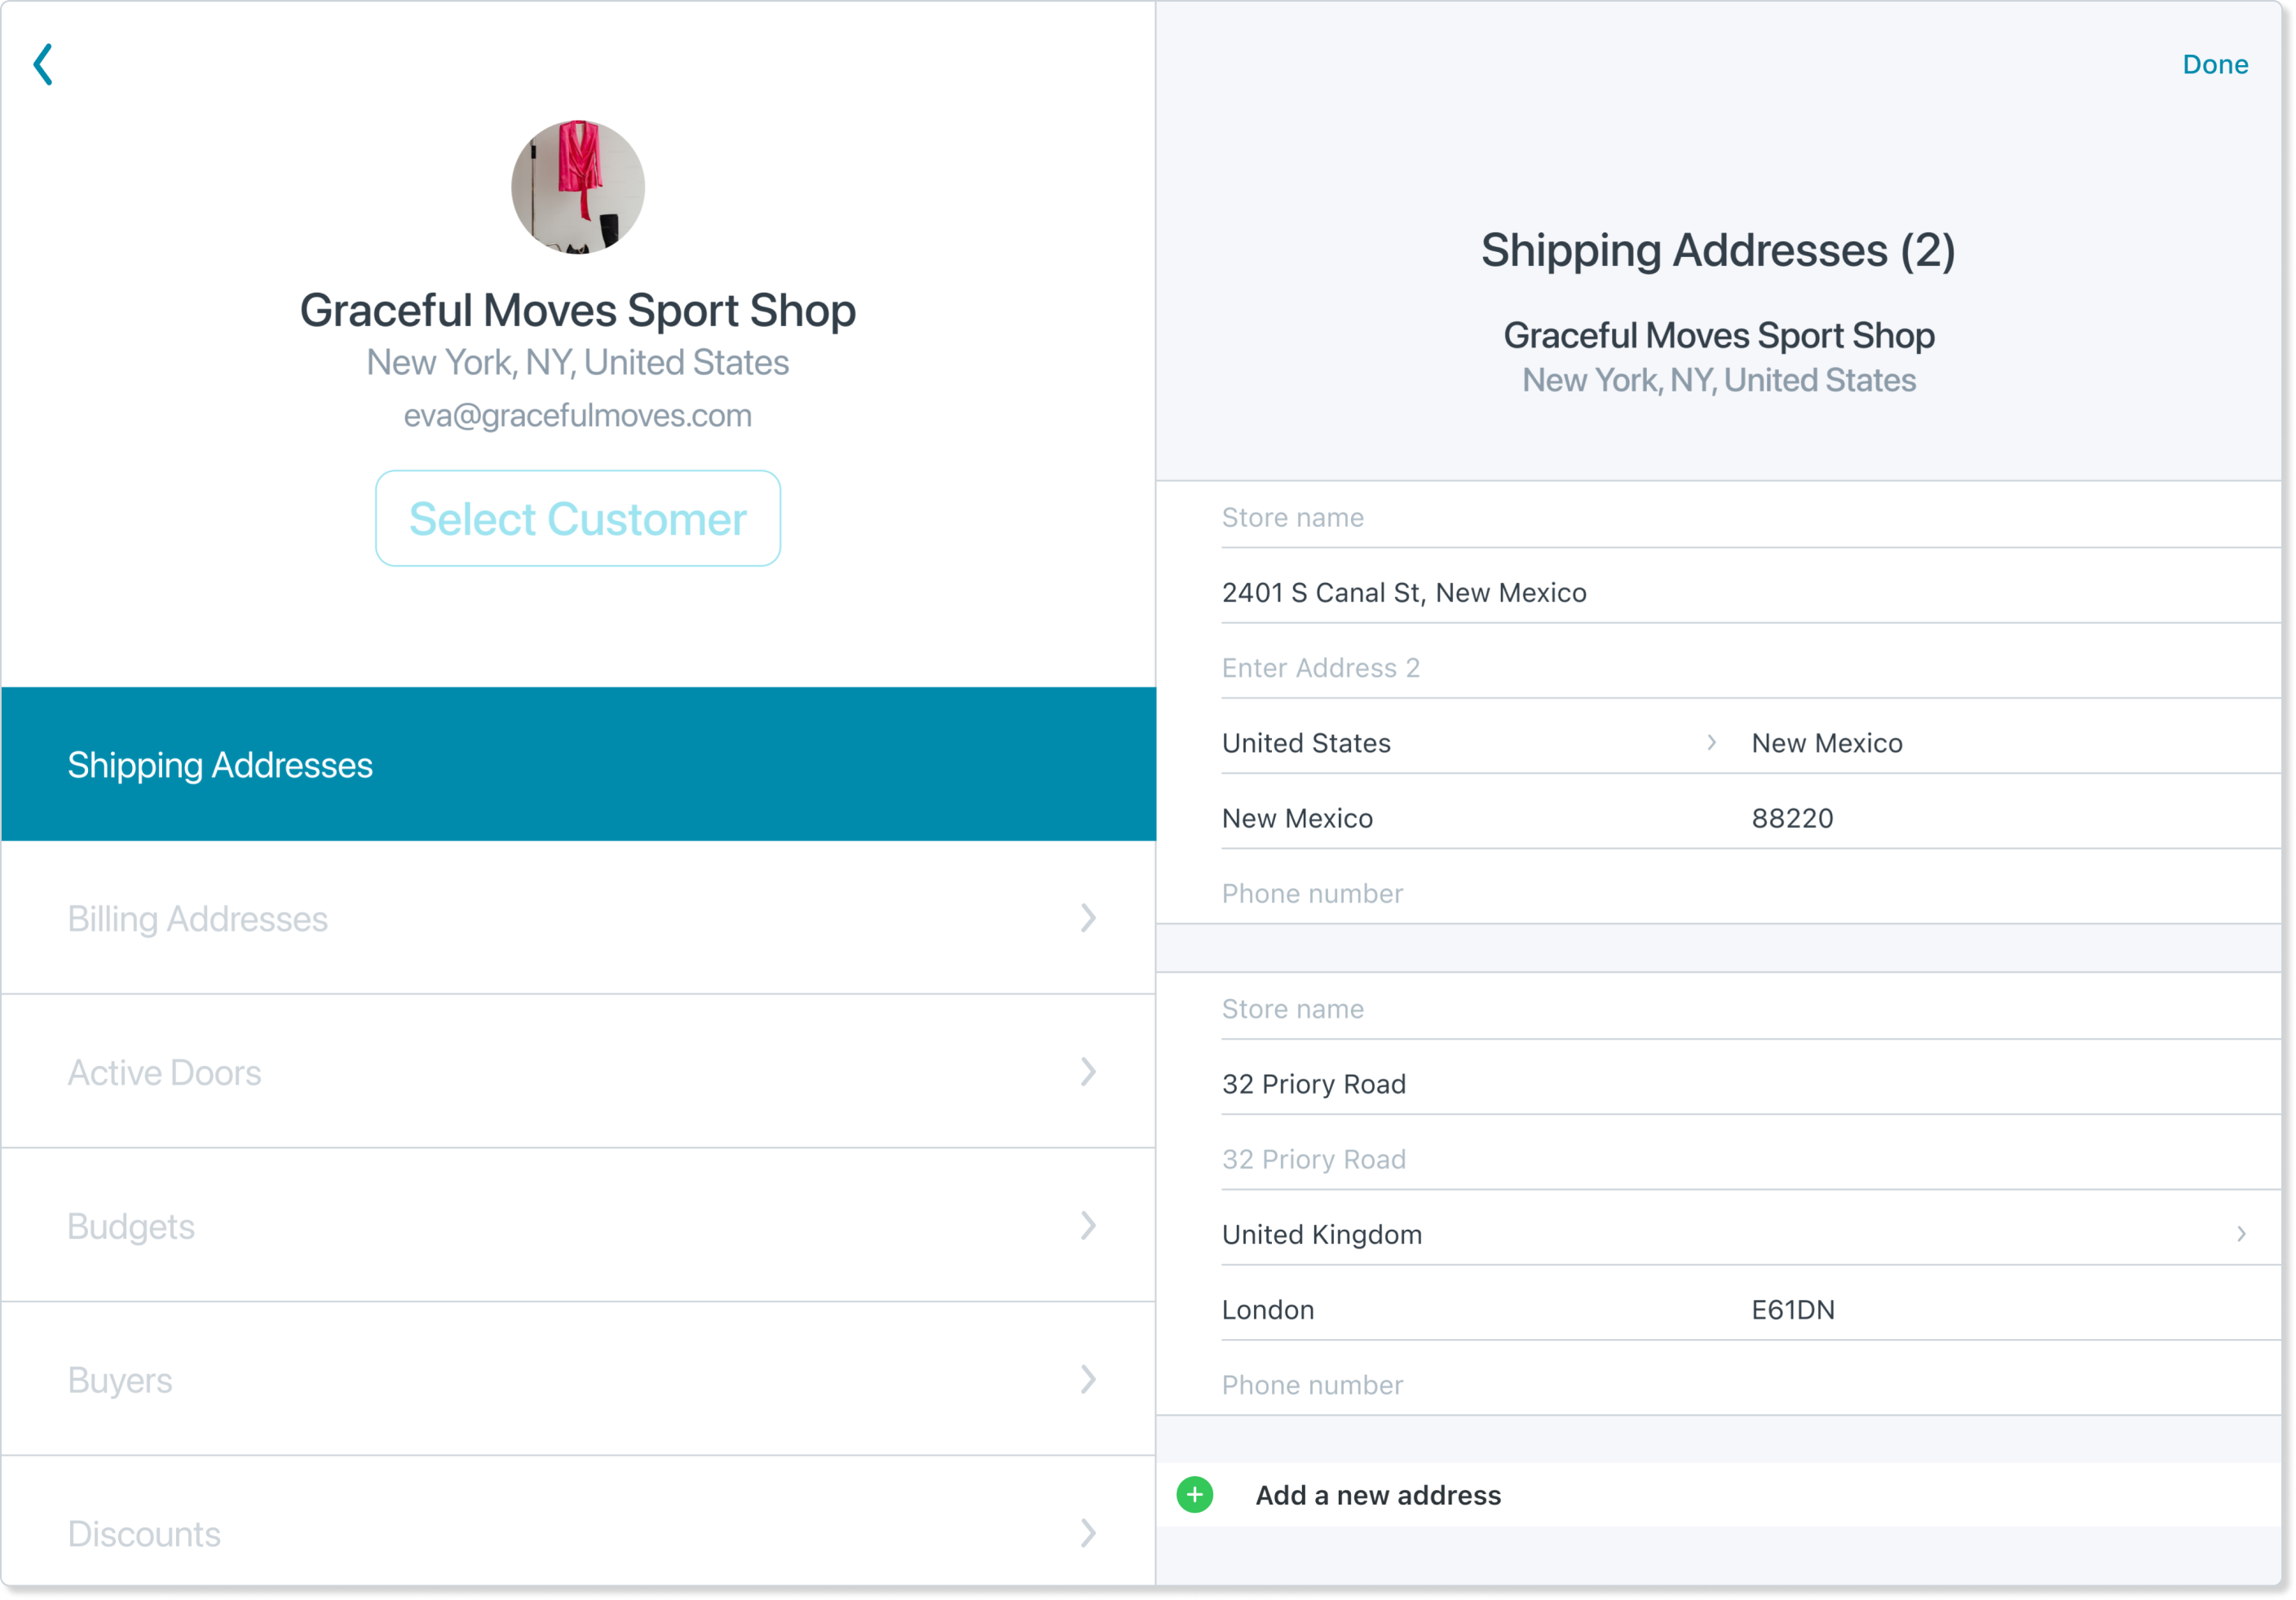 Done
Graceful Moves Sport Shop
New York, NY, United States
eva@gracefulmoves.com
Select Customer
Shipping Addresses
Billing Addresses
Active Doors
Budgets
Buyers
Discounts
Shipping Addresses (2)
Graceful Moves Sport Shop
New York, NY, United States
Store name
2401 S Canal St, New Mexico
Enter Address 2
United States New Mexico
New Mexico 88220
Phone number
Store name
32 Priory Road
32 Priory Road
United Kingdom
London E61DN
Phone number
Add a new address